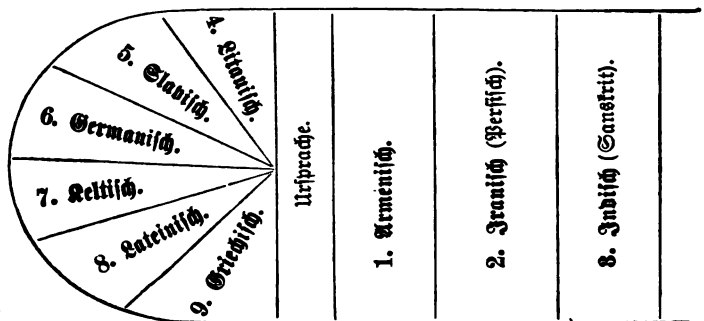 4. Litauisch.
5. Slavisch.
6. Germanisch.
7. Keltisch.
8. Lateinisch.
9. Griechisch.
Ursprache.
1. Armenisch.
2. Iranisch (Persisch).
3. Indisch (Sanskrit).